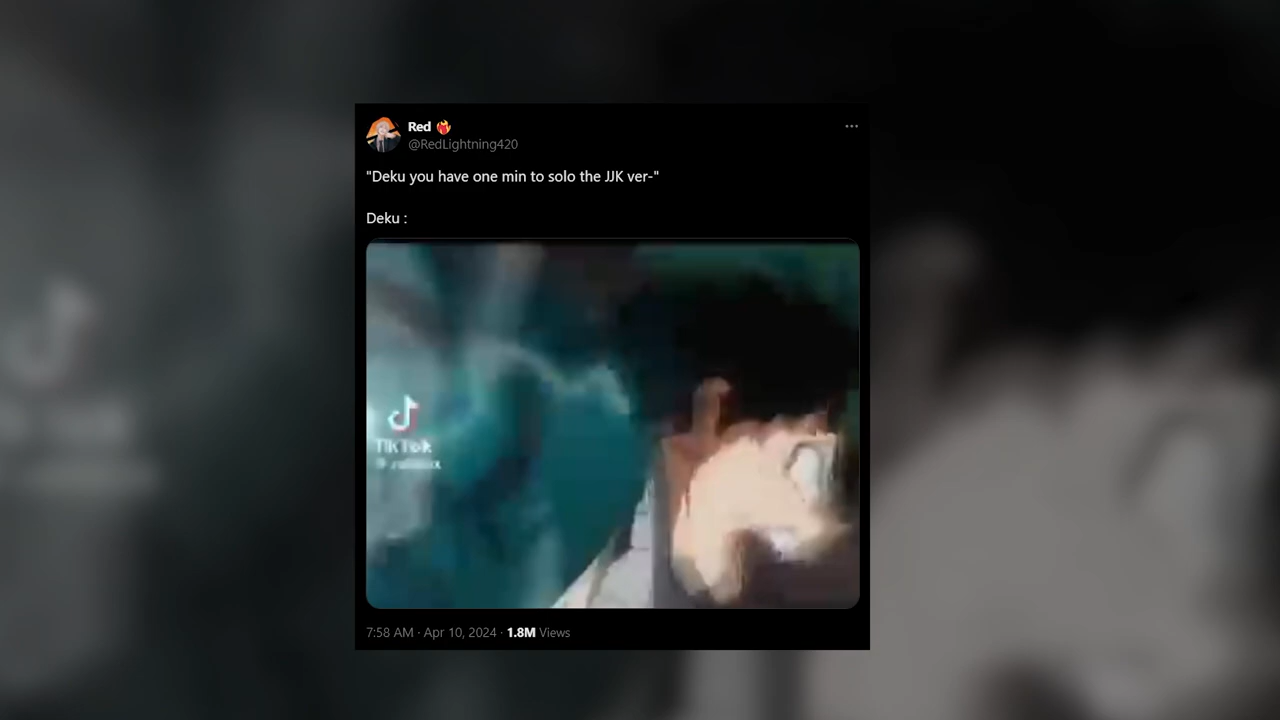 Red
@RedLightning420
"Deku you have one min to solo the JJK ver-"
Deku :
TikTok
7:58 AM · Apr 10, 2024 · 1.8M Views